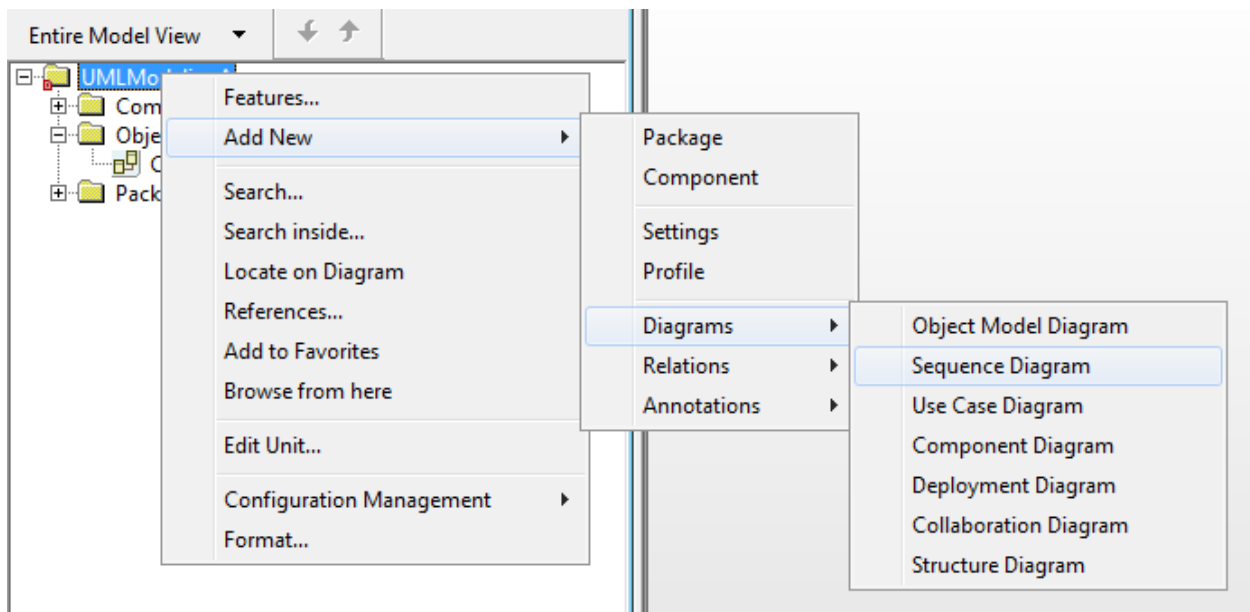 Entire Model View
UMLMo
Com
Obje
C
Pack
Features...
Add New
Search...
Search inside...
Locate on Diagram
References...
Add to Favorites
Browse from here
Edit Unit...
Configuration Management
Format...
Package
Component
Settings
Profile
Diagrams
Relations
Annotations
Object Model Diagram
Sequence Diagram
Use Case Diagram
Component Diagram
Deployment Diagram
Collaboration Diagram
Structure Diagram